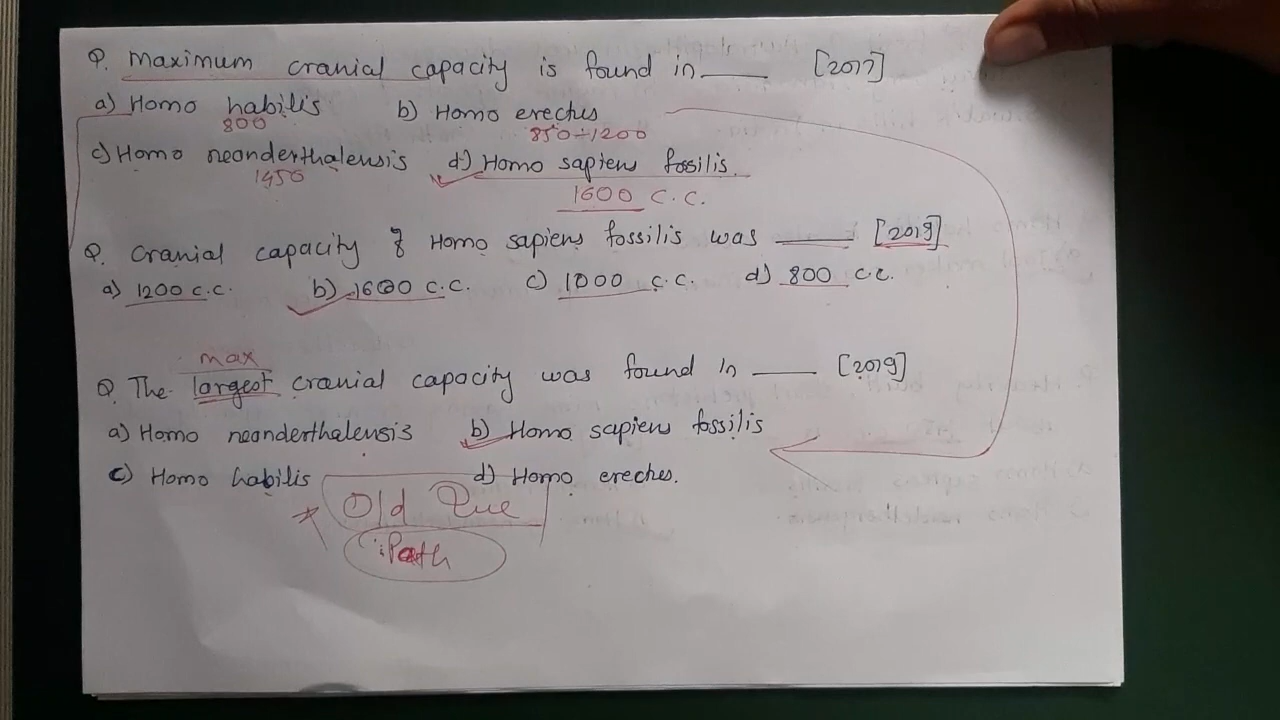 Q. Maximum cranial capacity is found in ____ [2017]
a) Homo habilis b) Homo erectus
800 850-1200
c) Homo neanderthalensis d) Homo sapiens fossilis.
1450
1600 C.C.
Q. Cranial capacity of Homo sapiens fossilis was ____ [2019]
a) 1200 C.C. b) 1600 C.C. c) 1000 C.C. d) 800 C.C.
max
Q. The largest cranial capacity was found in ____ [2019]
a) Homo neanderthalensis b) Homo sapiens fossilis
c) Homo habilis d) Homo erectus.
Old Que
Path